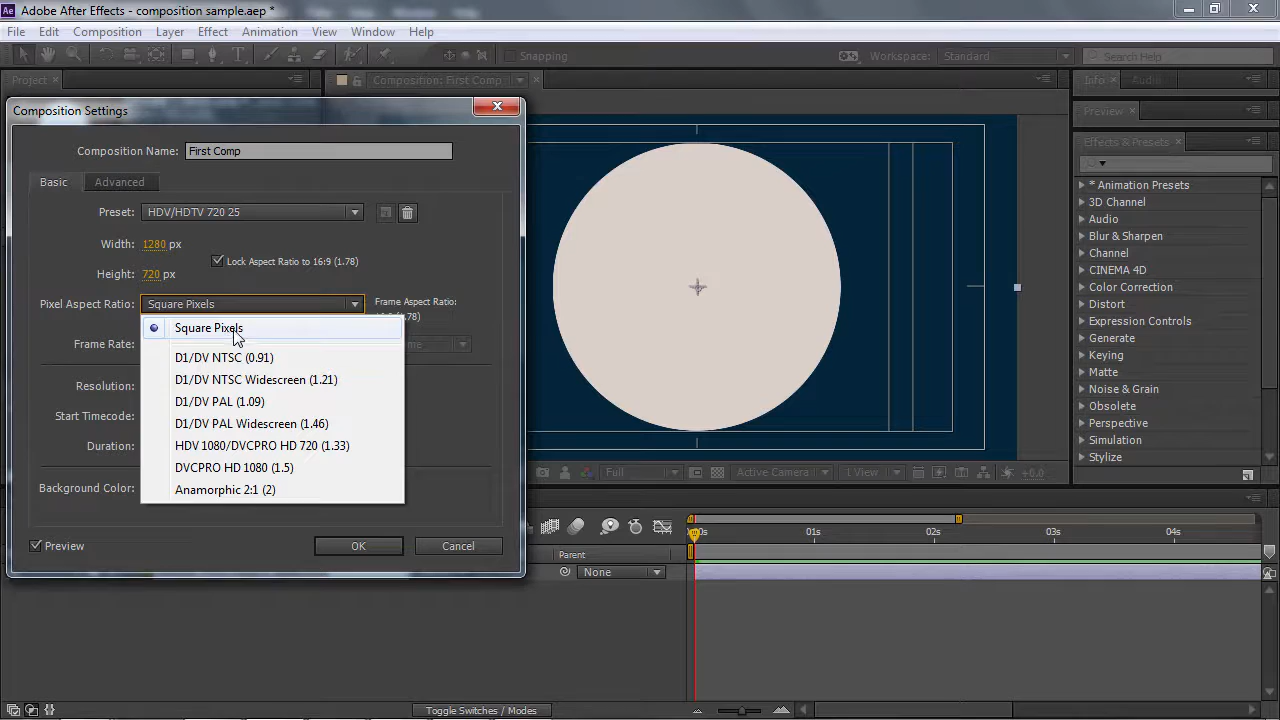 Ae Adobe After Effects - composition sample.aep *
File Edit Composition Layer Effect Animation View Window Help
T Snapping Workspace: Standard Search Help
Project Composition: First Comp Info Audio
Composition Settings
Composition Name: First Comp
Basic Advanced
Preset: HDV/HDTV 720 25
Width: 1280 px
Lock Aspect Ratio to 16:9 (1.78)
Height: 720 px
Pixel Aspect Ratio: Square Pixels
Frame Aspect Ratio:
Square Pixels
Frame Rate:
D1/DV NTSC (0.91)
D1/DV NTSC Widescreen (1.21)
Resolution:
D1/DV PAL (1.09)
Start Timecode:
D1/DV PAL Widescreen (1.46)
Duration:
HDV 1080/DVCPRO HD 720 (1.33)
DVCPRO HD 1080 (1.5)
Background Color:
Anamorphic 2:1 (2)
Preview OK Cancel
Preview
Effects & Presets
* Animation Presets
3D Channel
Audio
Blur & Sharpen
Channel
CINEMA 4D
Color Correction
Distort
Expression Controls
Generate
Keying
Matte
Noise & Grain
Obsolete
Perspective
Simulation
Stylize
Full Active Camera 1 View +0.0
01s 02s 03s 04s
Parent
None
Toggle Switches / Modes